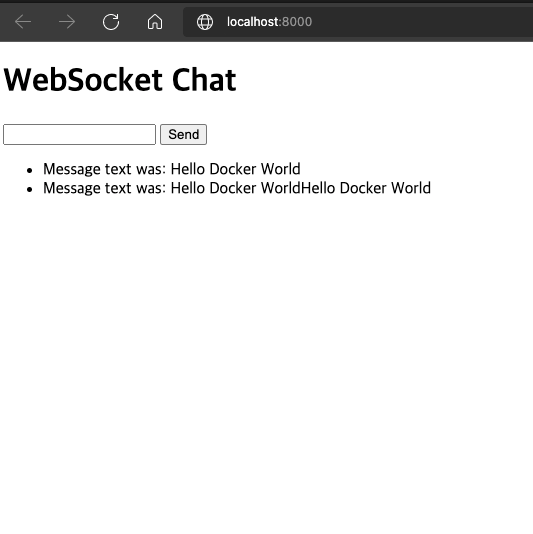 localhost:8000
WebSocket Chat
Send
Message text was: Hello Docker World
Message text was: Hello Docker WorldHello Docker World